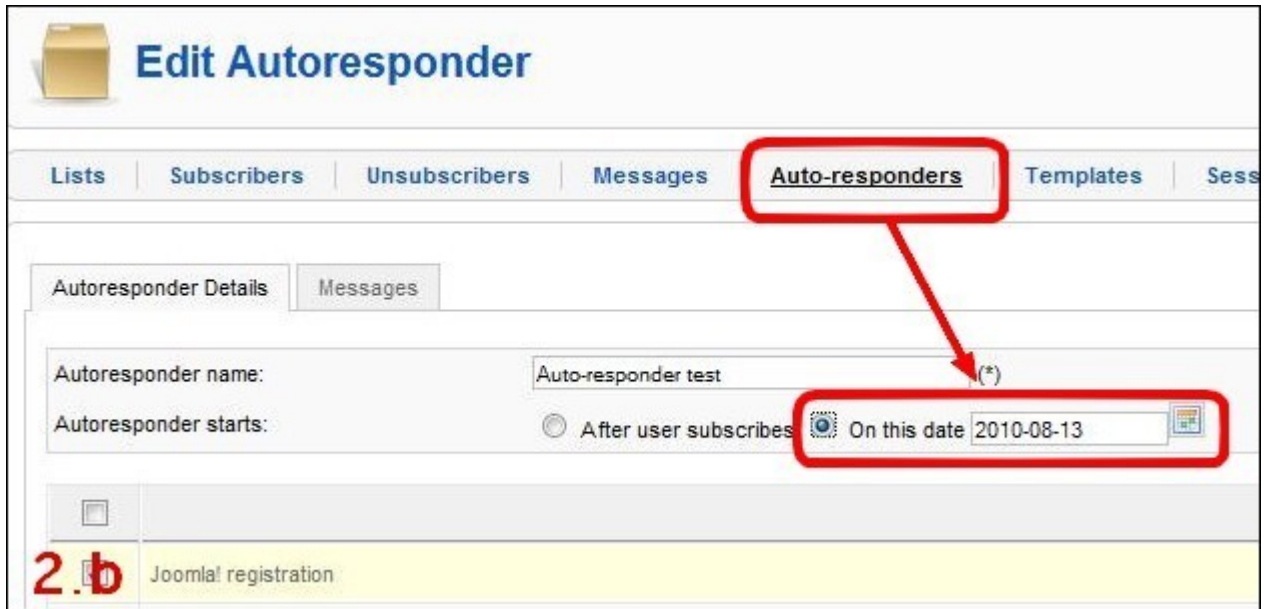 Edit Autoresponder
Lists Subscribers Unsubscribers Messages Auto-responders Templates Sess
Autoresponder Details Messages
Autoresponder name: Auto-responder test (*)
Autoresponder starts: After user subscribes On this date 2010-08-13
2.b Joomla! registration